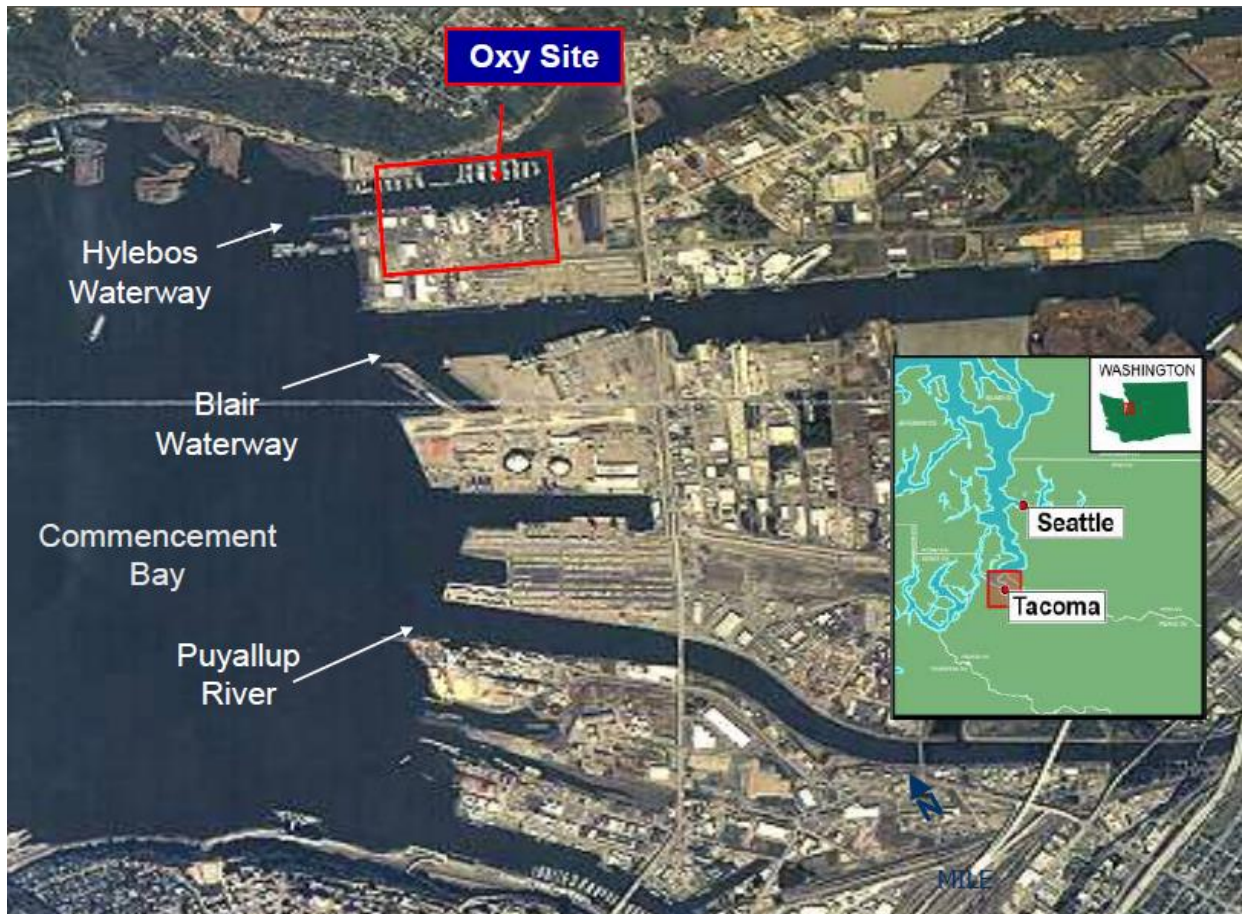 Oxy Site
Hylebos
Waterway
Blair
Waterway
Commencement
Bay
Puyallup
River
WASHINGTON
Seattle
Tacoma
N
MILE